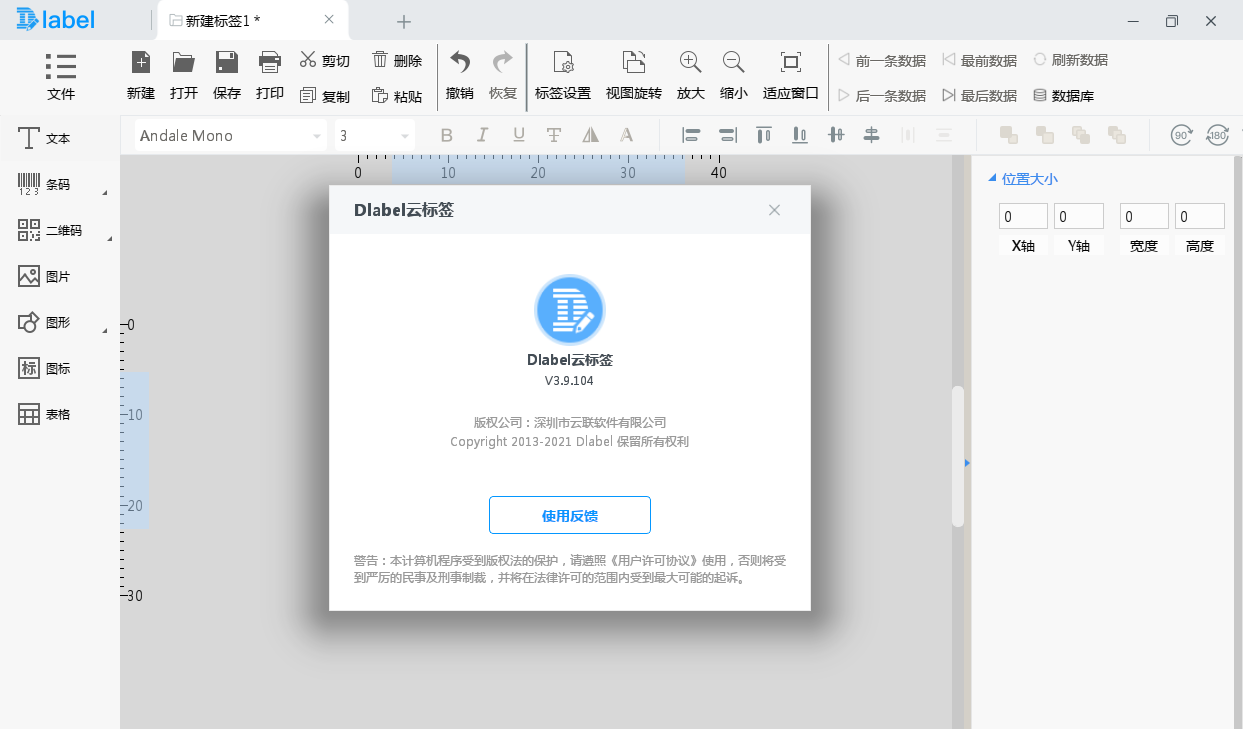 Dlabel
新建标签1 *
文件
新建
打开
保存
打印
剪切
复制
删除
粘贴
撤销
恢复
标签设置
视图旋转
放大
缩小
适应窗口
前一条数据
最前数据
刷新数据
后一条数据
最后数据
数据库
文本
条码
二维码
图片
图形
图标
表格
Andale Mono
3
B I U T A
90
180
0 10 20 30 40
0
10
20
30
Dlabel云标签
Dlabel云标签
V3.9.104
版权公司：深圳市云联软件有限公司
Copyright 2013-2021 Dlabel 保留所有权利
使用反馈
警告：本计算机程序受到版权法的保护，请遵照《用户许可协议》使用，否则将受
到严厉的民事及刑事制裁，并将在法律许可的范围内受到最大可能的起诉。
位置大小
0 0 0 0
X轴 Y轴 宽度 高度